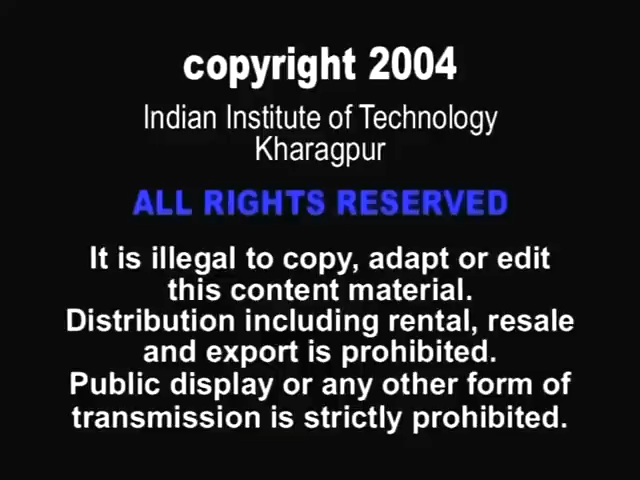 copyright 2004
Indian Institute of Technology
Kharagpur
ALL RIGHTS RESERVED
It is illegal to copy, adapt or edit
this content material.
Distribution including rental, resale
and export is prohibited.
Public display or any other form of
transmission is strictly prohibited.